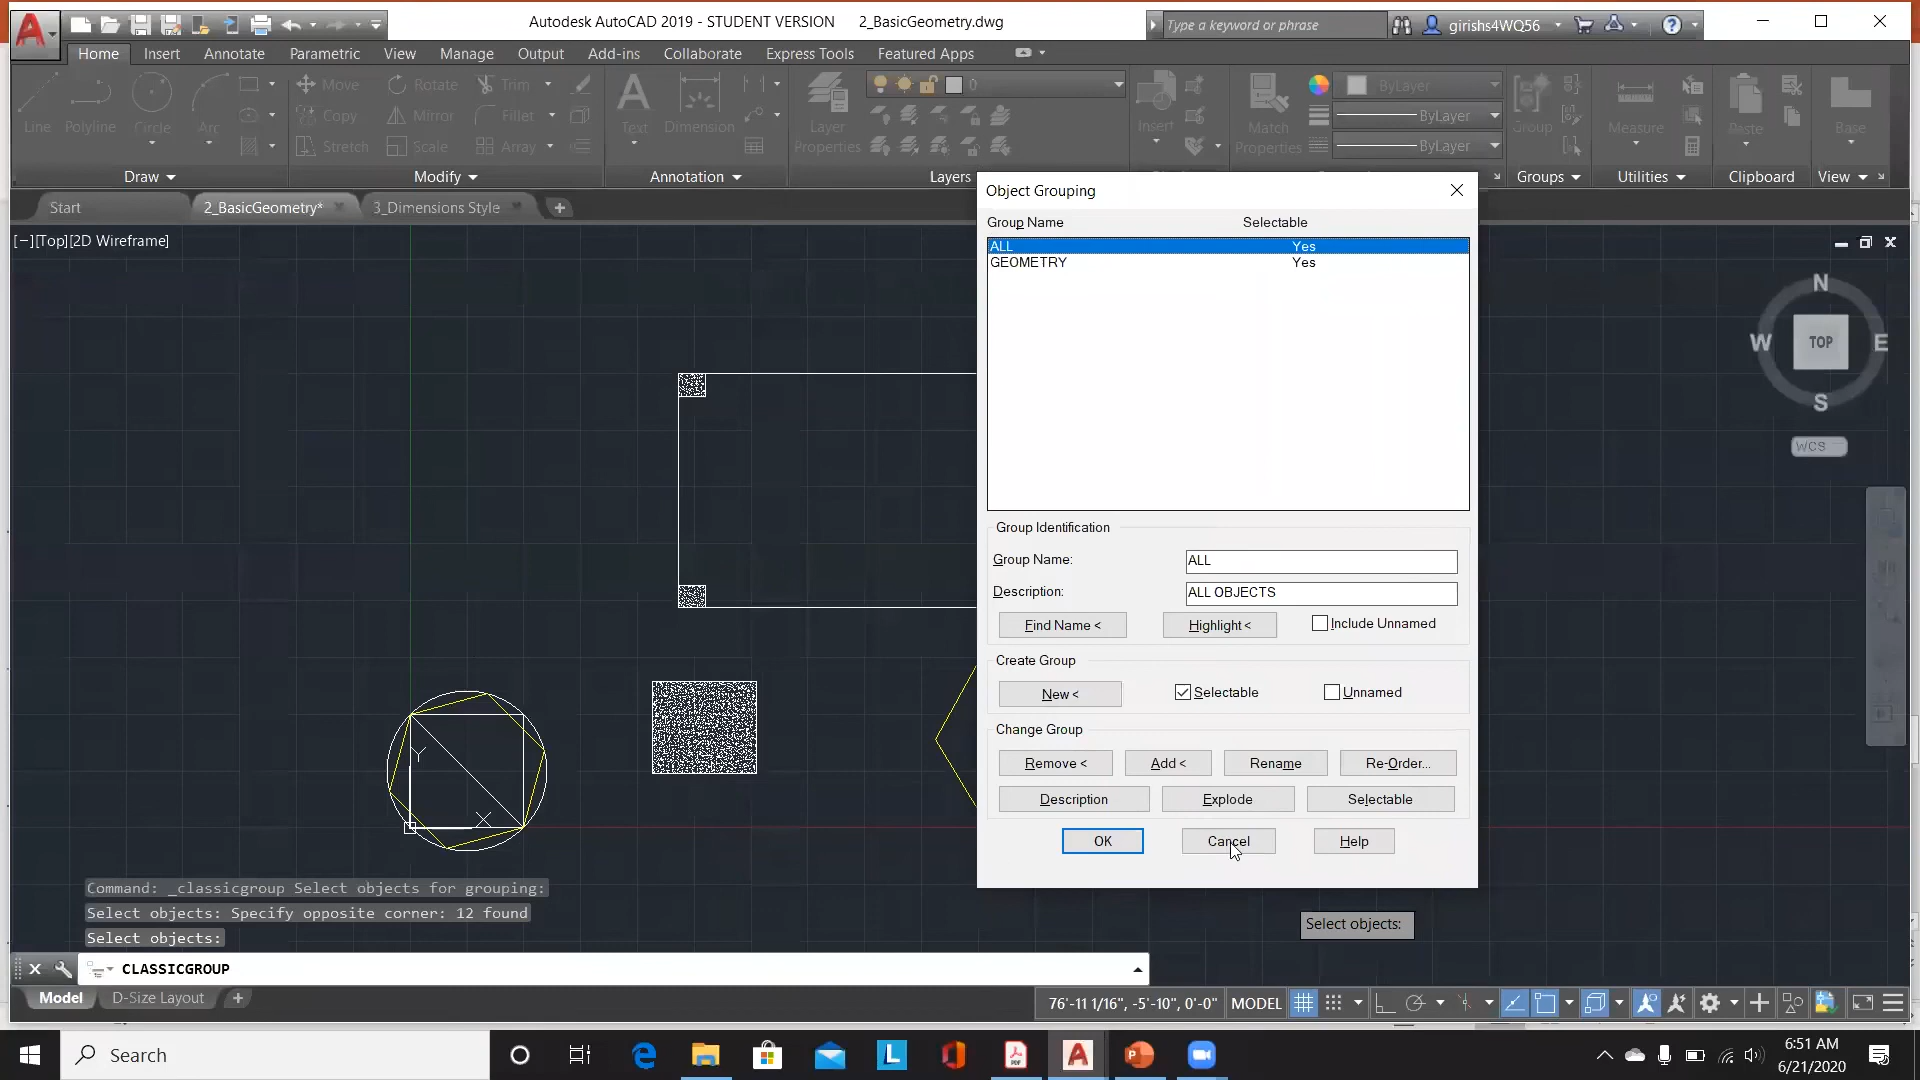 Autodesk AutoCAD 2019 - STUDENT VERSION 2_BasicGeometry.dwg
Type a keyword or phrase
girishs4WQ56
Home Insert Annotate Parametric View Manage Output Add-ins Collaborate Express Tools Featured Apps
Line Polyline Circle Arc
Move Rotate Trim
Copy Mirror Fillet
Stretch Scale Array
Text Dimension
Layer Properties
0
Insert
Match Properties
ByLayer
ByLayer
ByLayer
Group
Measure
Paste
Base
Draw Modify Annotation Layers Groups Utilities Clipboard View
Start 2_BasicGeometry* 3_Dimensions Style
[−][Top][2D Wireframe]
Object Grouping
Group Name Selectable
ALL Yes
GEOMETRY Yes
Group Identification
Group Name: ALL
Description: ALL OBJECTS
Find Name < Highlight < Include Unnamed
Create Group
New < Selectable Unnamed
Change Group
Remove < Add < Rename Re-Order...
Description Explode Selectable
OK Cancel Help
N
W TOP E
S
WCS
Y
X
Command: _classicgroup Select objects for grouping:
Select objects: Specify opposite corner: 12 found
Select objects:
Select objects:
CLASSICGROUP
Model D-Size Layout
76'-11 1/16", -5'-10", 0'-0" MODEL
Search
6:51 AM
6/21/2020